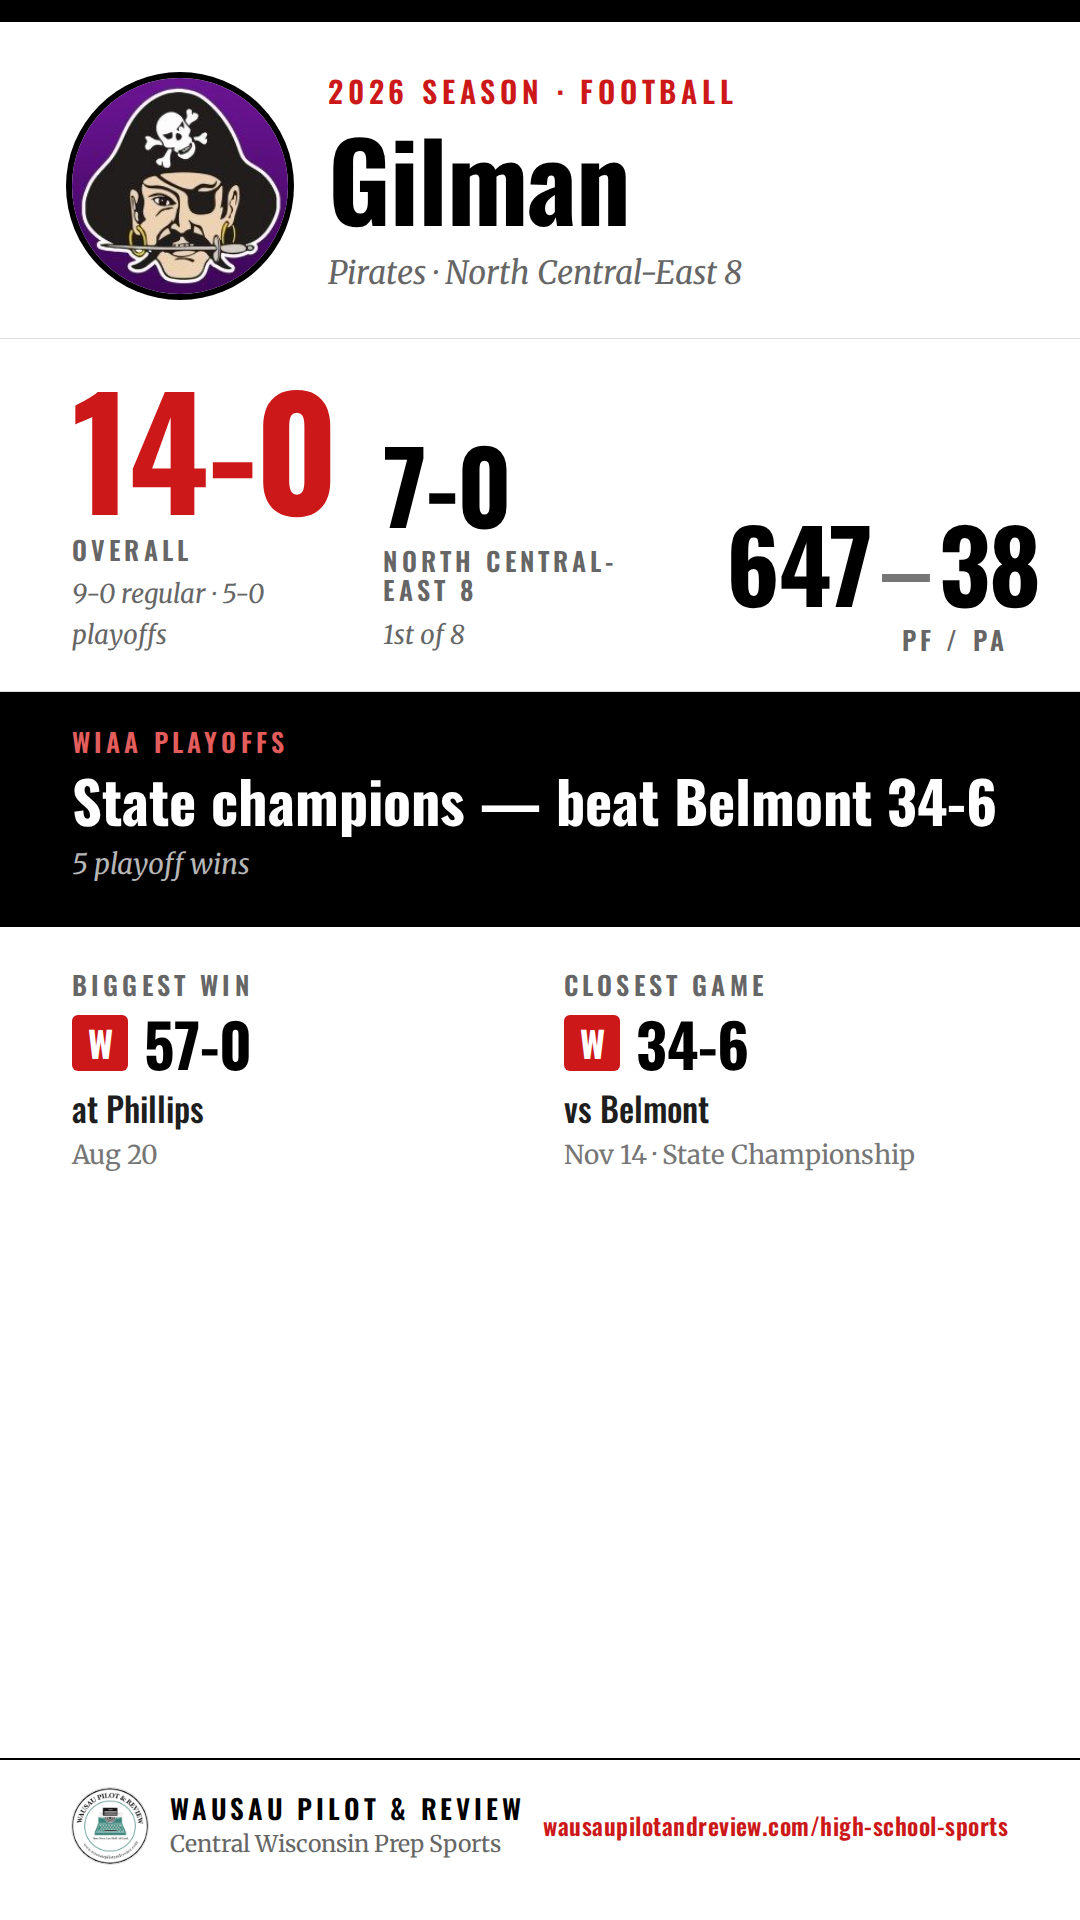 2026 SEASON · FOOTBALL
Gilman
Pirates · North Central-East 8
14-0
OVERALL
9-0 regular · 5-0
playoffs
7-0
NORTH CENTRAL-
EAST 8
1st of 8
647—38
PF / PA
WIAA PLAYOFFS
State champions — beat Belmont 34-6
5 playoff wins
BIGGEST WIN
W 57-0
at Phillips
Aug 20
CLOSEST GAME
W 34-6
vs Belmont
Nov 14 · State Championship
WAUSAU PILOT & REVIEW
WAUSAU PILOT & REVIEW
Central Wisconsin Prep Sports
wausaupilotandreview.com/high-school-sports